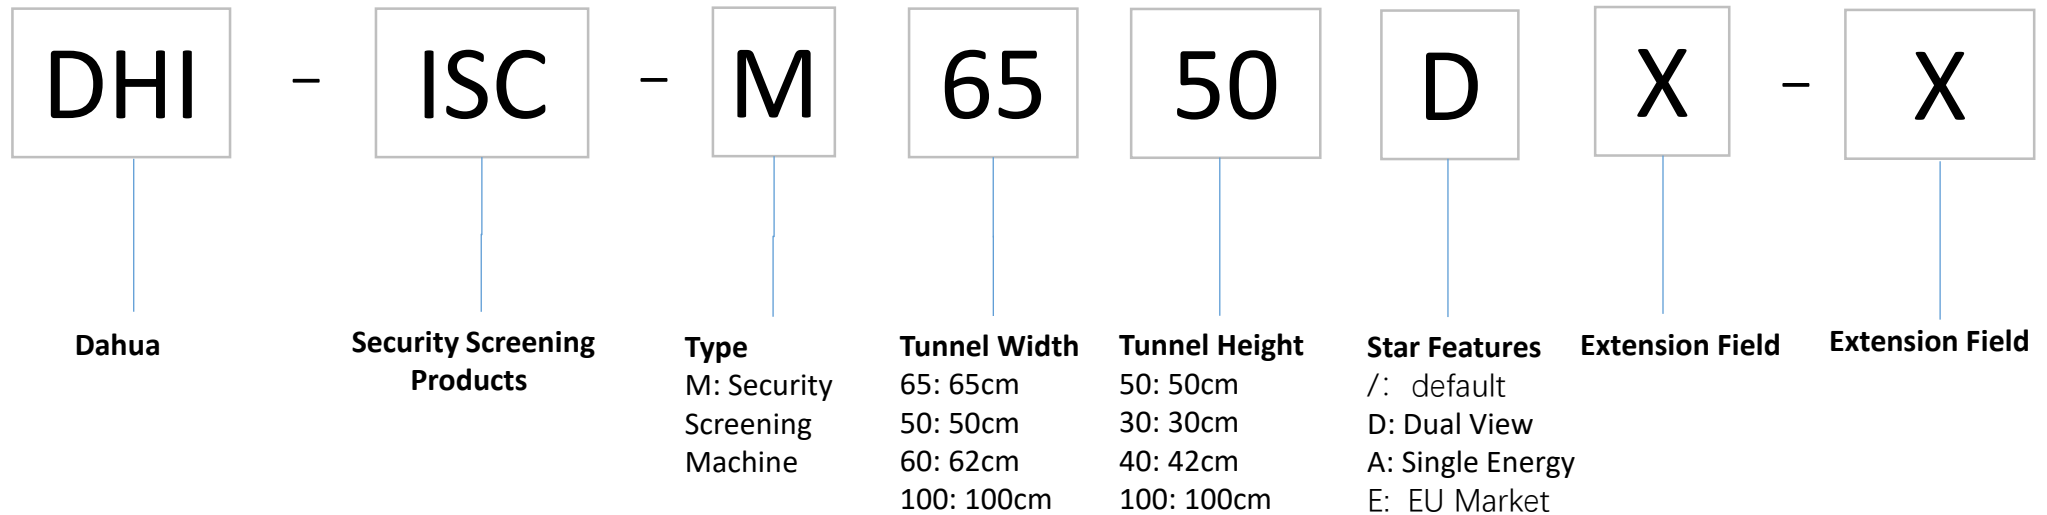 DHI - ISC - M 65 50 D X - X
Dahua
Security Screening
Products
Type
M: Security
Screening
Machine
Tunnel Width
65: 65cm
50: 50cm
60: 62cm
100: 100cm
Tunnel Height
50: 50cm
30: 30cm
40: 42cm
100: 100cm
Star Features
/: default
D: Dual View
A: Single Energy
E: EU Market
Extension Field
Extension Field